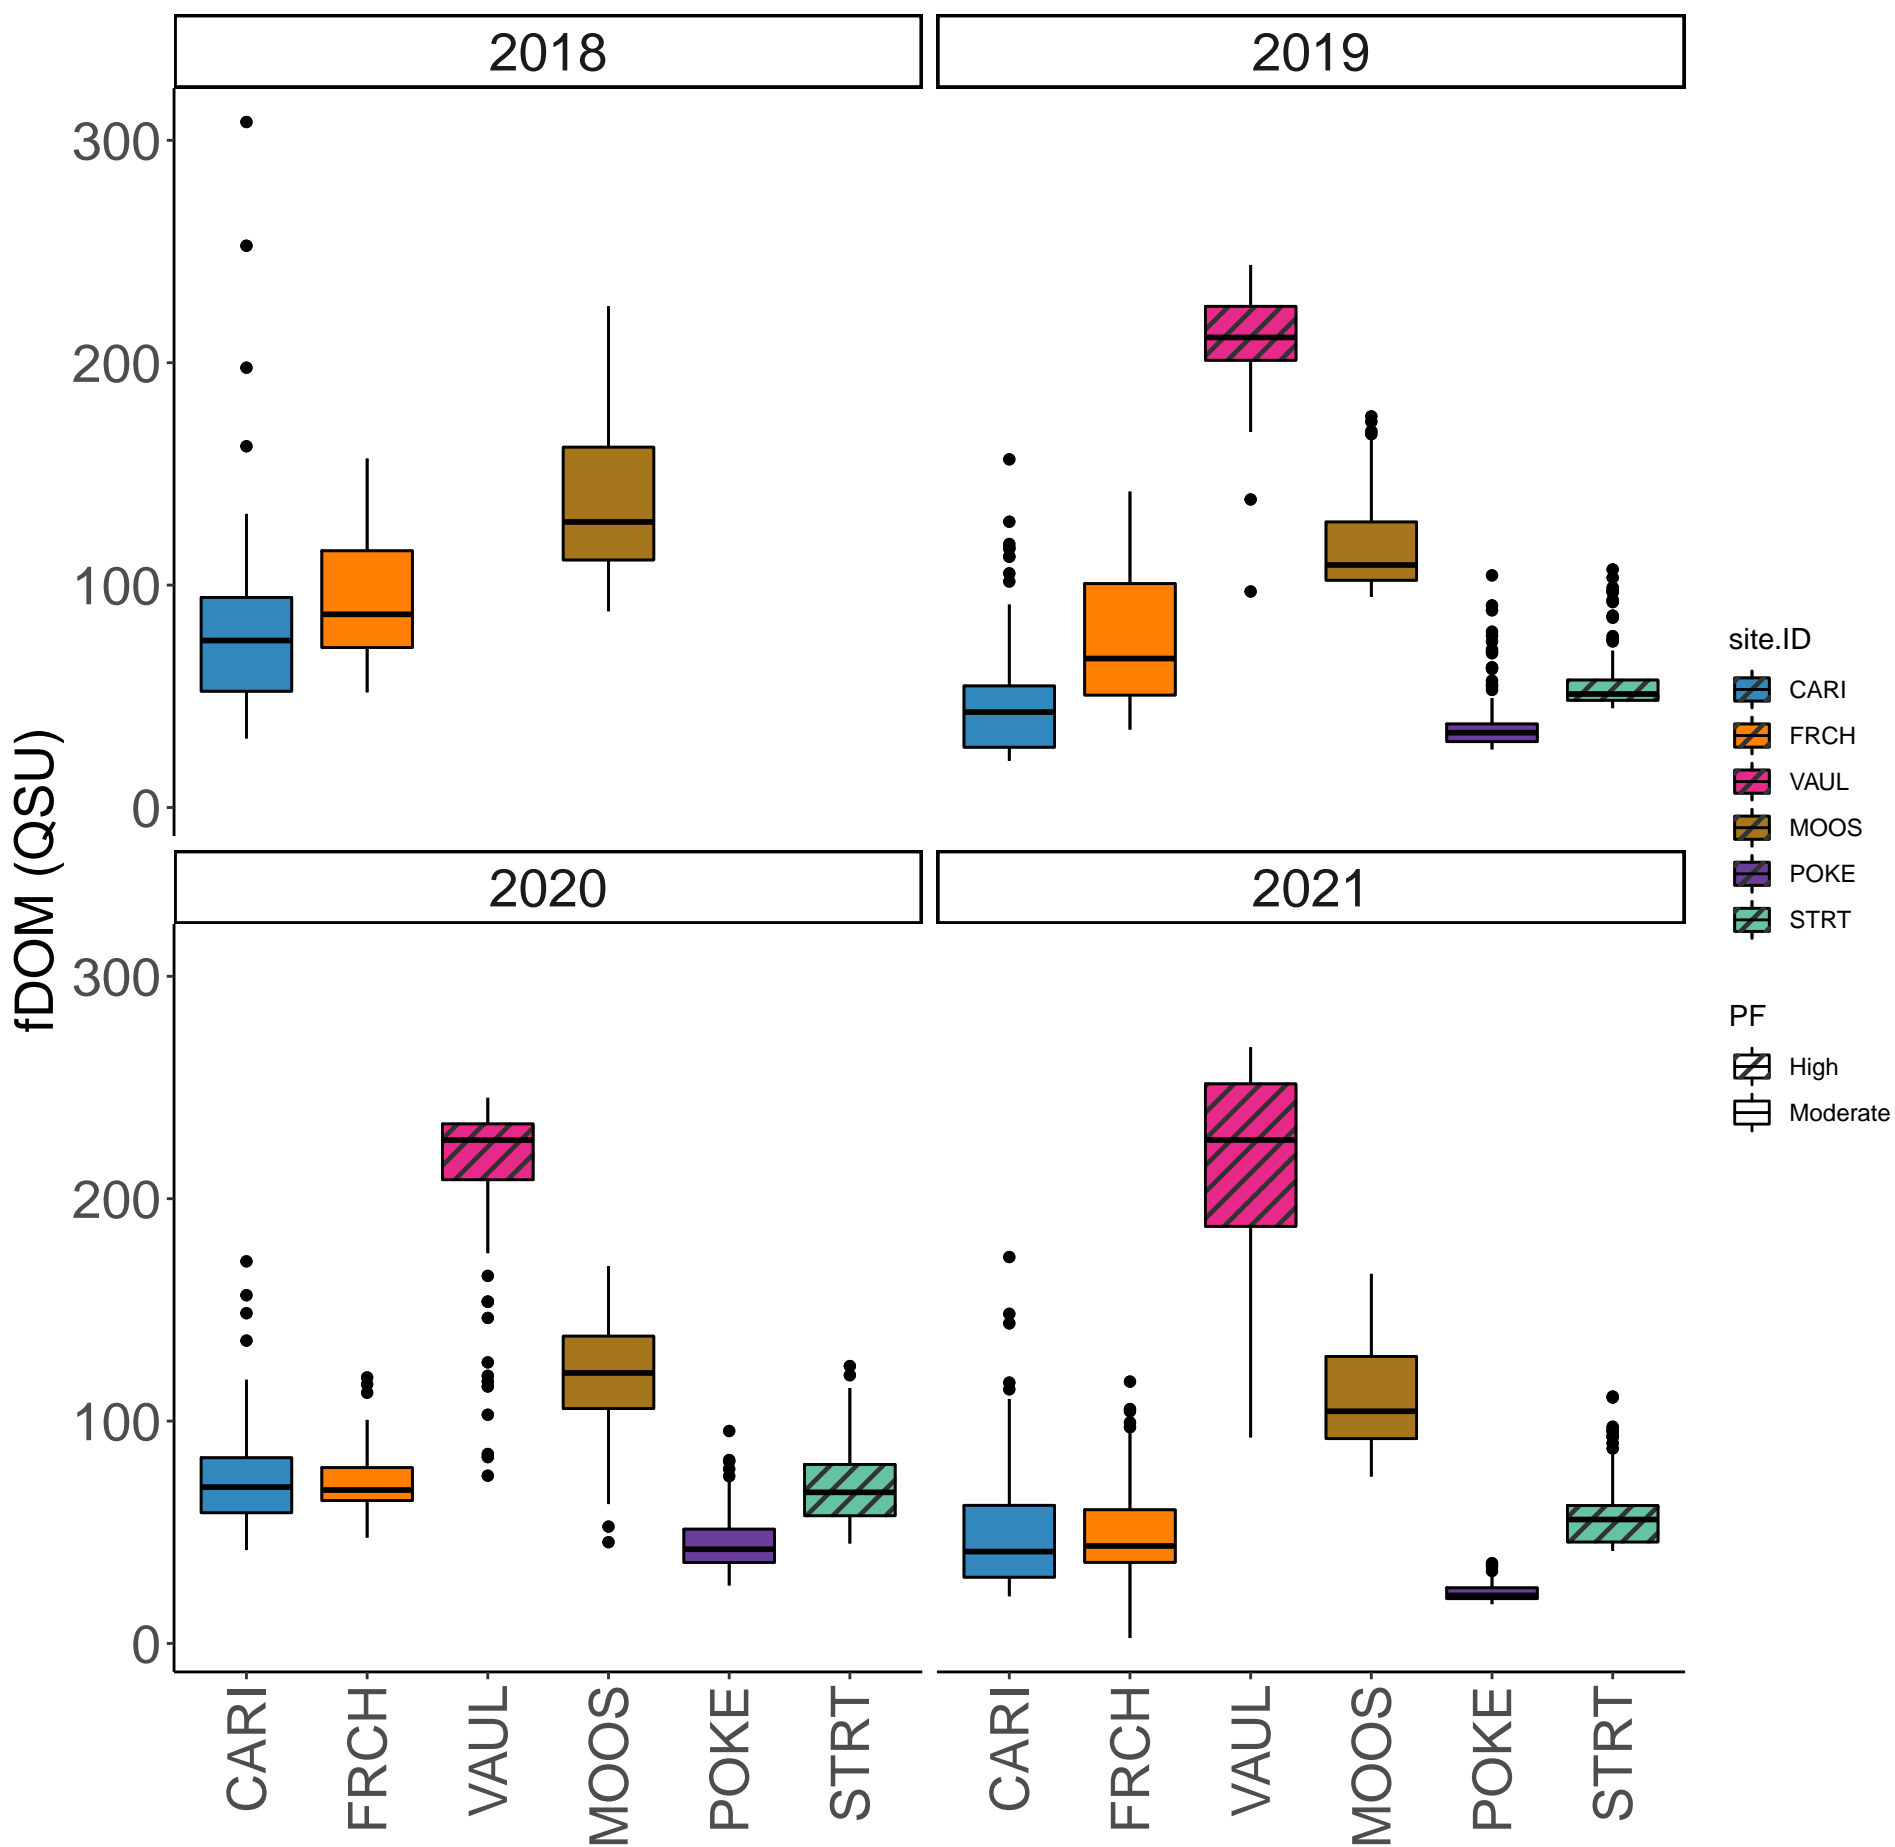 2018
2019
300
200
100
0
fDOM (QSU)
2020
2021
300
200
100
0
CARI
FRCH
VAUL
MOOS
POKE
STRT
CARI
FRCH
VAUL
MOOS
POKE
STRT
site.ID
CARI
FRCH
VAUL
MOOS
POKE
STRT
PF
High
Moderate